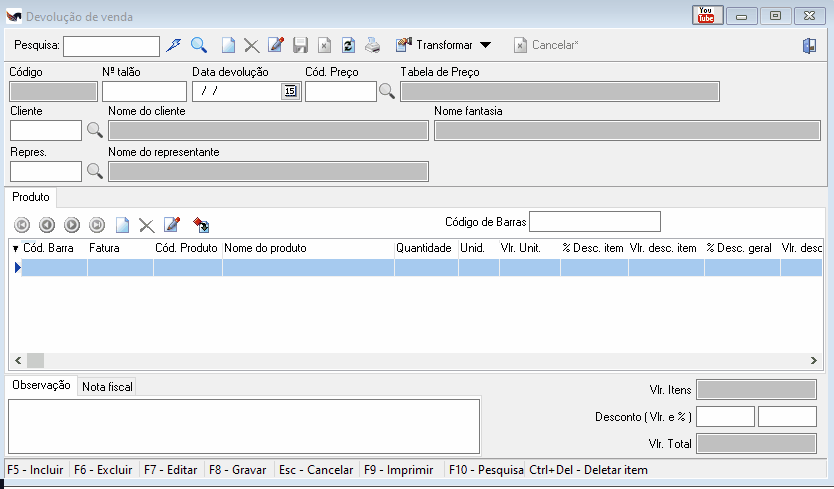 Devolução de venda You Tube
Pesquisa: Transformar Cancelar*
Código Nº talão Data devolução Cód. Preço Tabela de Preço
/ / 15
Cliente Nome do cliente Nome fantasia
Repres. Nome do representante
Produto
Código de Barras
Cód. Barra Fatura Cód. Produto Nome do produto Quantidade Unid. Vlr. Unit. % Desc. item Vlr. desc. item % Desc. geral Vlr. desc
Observação Nota fiscal
Vlr. Itens
Desconto ( Vlr. e % )
Vlr. Total
F5 - Incluir F6 - Excluir F7 - Editar F8 - Gravar Esc - Cancelar F9 - Imprimir F10 - Pesquisa Ctrl+Del - Deletar item